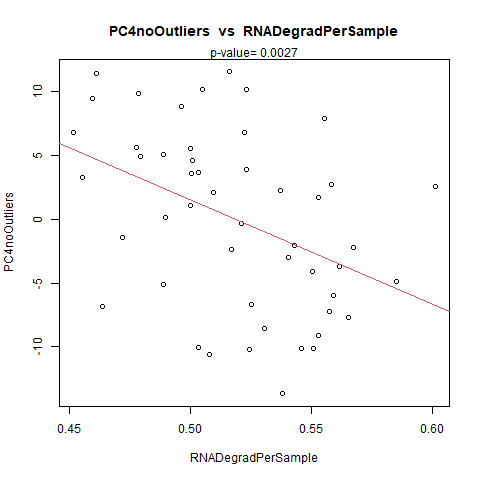 PC4noOutliers vs RNADegradPerSample
p-value= 0.0027
10
5
0
-5
-10
PC4noOutliers
0.45 0.50 0.55 0.60
RNADegradPerSample